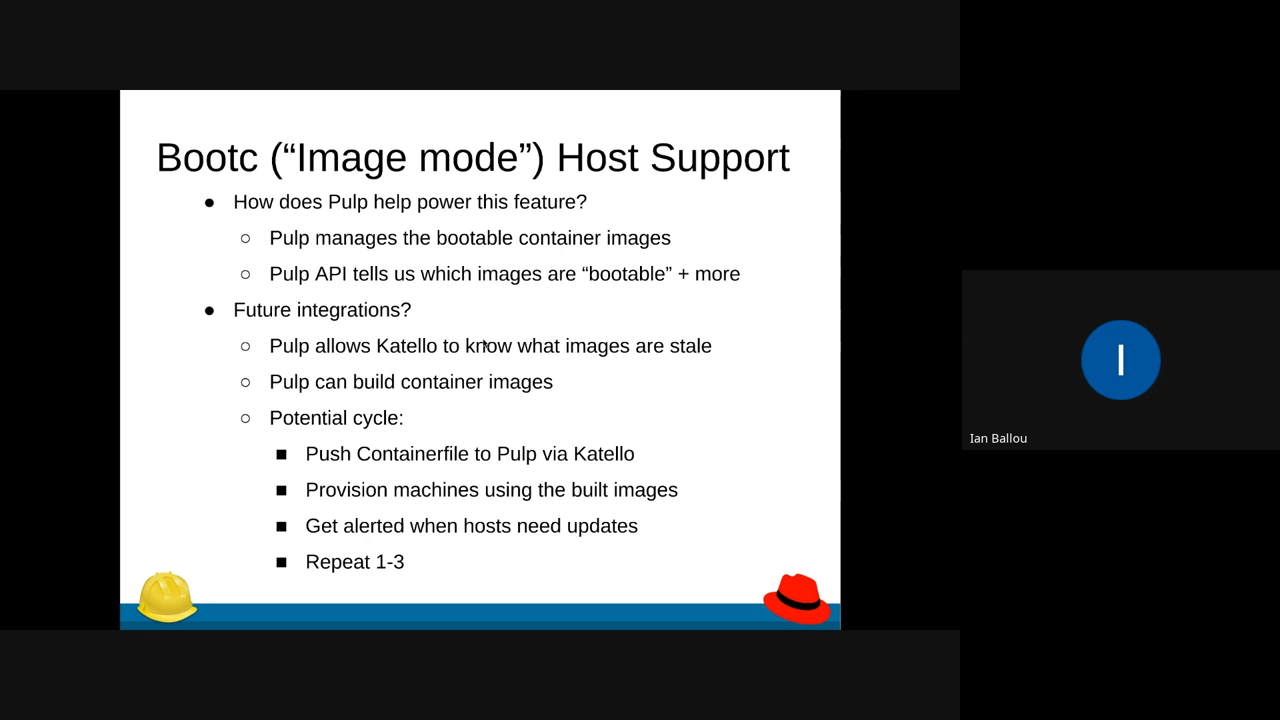 Bootc (“Image mode”) Host Support
● How does Pulp help power this feature?
○ Pulp manages the bootable container images
○ Pulp API tells us which images are “bootable” + more
● Future integrations?
○ Pulp allows Katello to know what images are stale
○ Pulp can build container images
○ Potential cycle:
■ Push Containerfile to Pulp via Katello
■ Provision machines using the built images
■ Get alerted when hosts need updates
■ Repeat 1-3
I
Ian Ballou